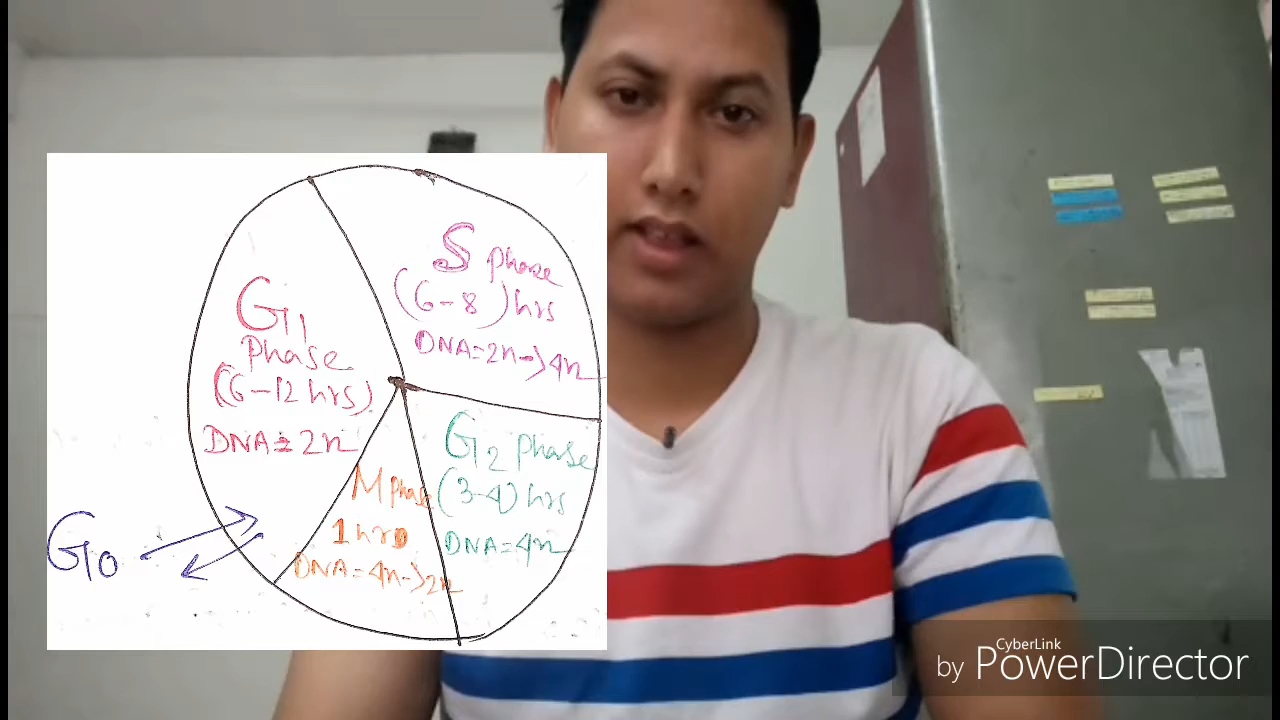 S phase
(6-8) hrs
DNA=2n->4n
G1
Phase
(6-12 hrs)
DNA=2n
G2 phase
(3-4) hrs
DNA=4n
M phase
1 hr
DNA=4n->2n
G0
CyberLink
by PowerDirector